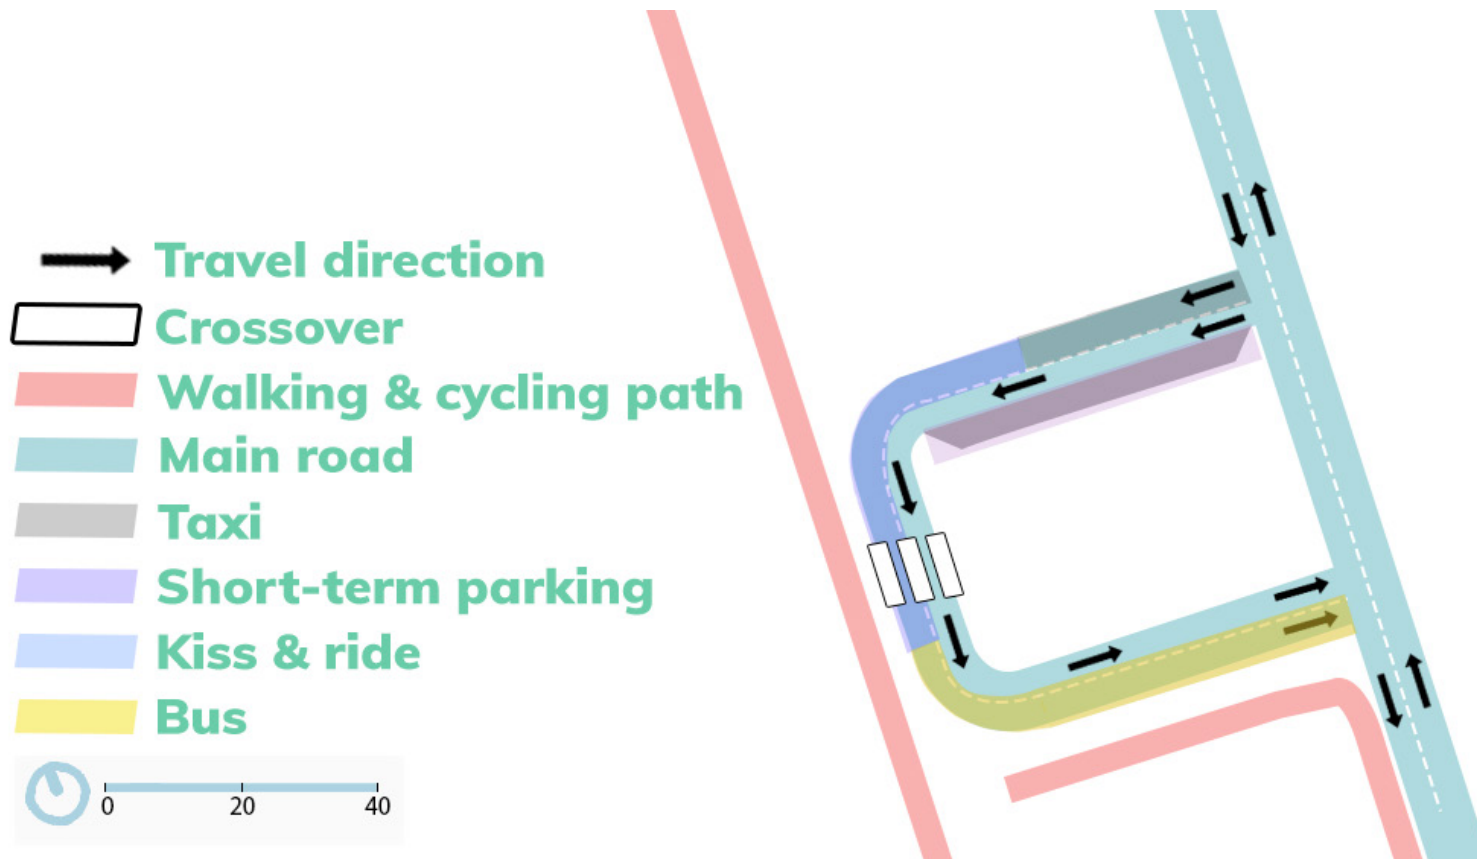 Travel direction
Crossover
Walking & cycling path
Main road
Taxi
Short-term parking
Kiss & ride
Bus
0 20 40